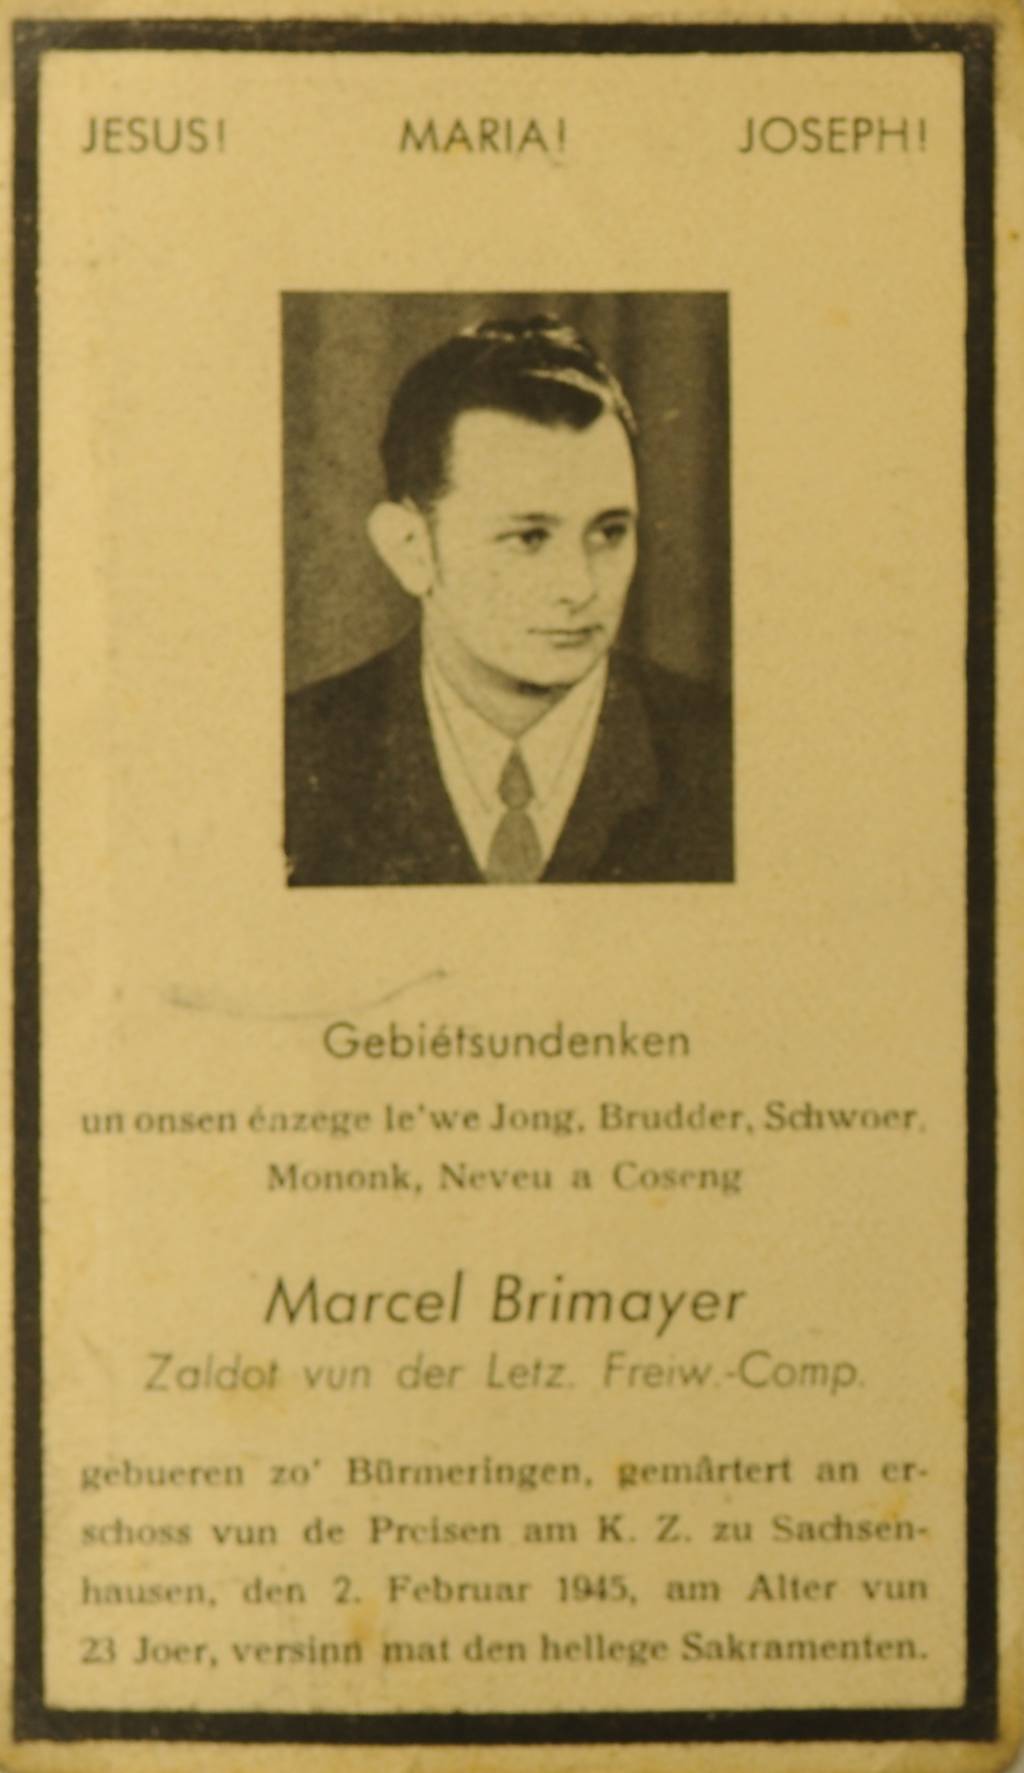 JESUS! MARIA! JOSEPH!
Gebiétsundenken
un onsen énzege le'we Jong, Brudder, Schwoer,
Mononk, Neveu a Coseng
Marcel Brimayer
Zaldot vun der Letz. Freiw.-Comp.
gebueren zo' Bürmeringen, gemârtert an er-
schoss vun de Preisen am K. Z. zu Sachsen-
hausen, den 2. Februar 1945, am Alter vun
23 Joer, versinn mat den hellege Sakramenten.